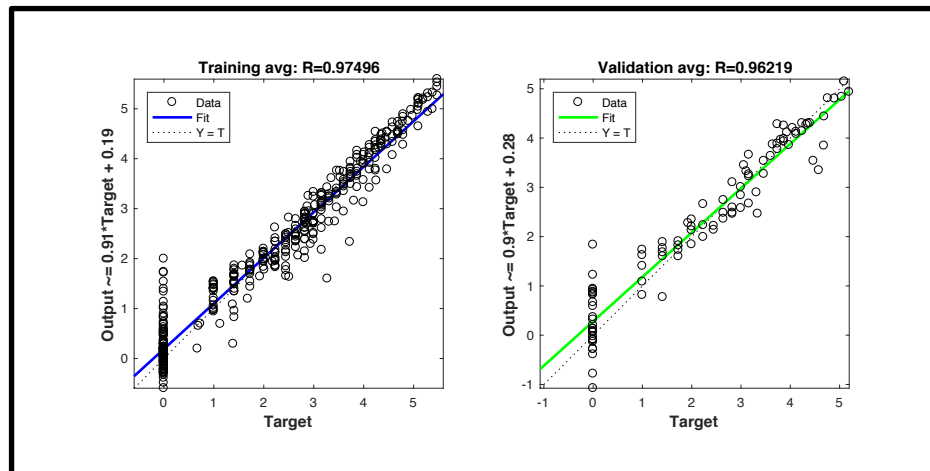 Training avg: R=0.97496
Data
Fit
Y = T
Output ~= 0.91*Target + 0.19
5
4
3
2
1
0
0 1 2 3 4 5
Target
Validation avg: R=0.96219
Data
Fit
Y = T
Output ~= 0.9*Target + 0.28
5
4
3
2
1
0
-1
-1 0 1 2 3 4 5
Target